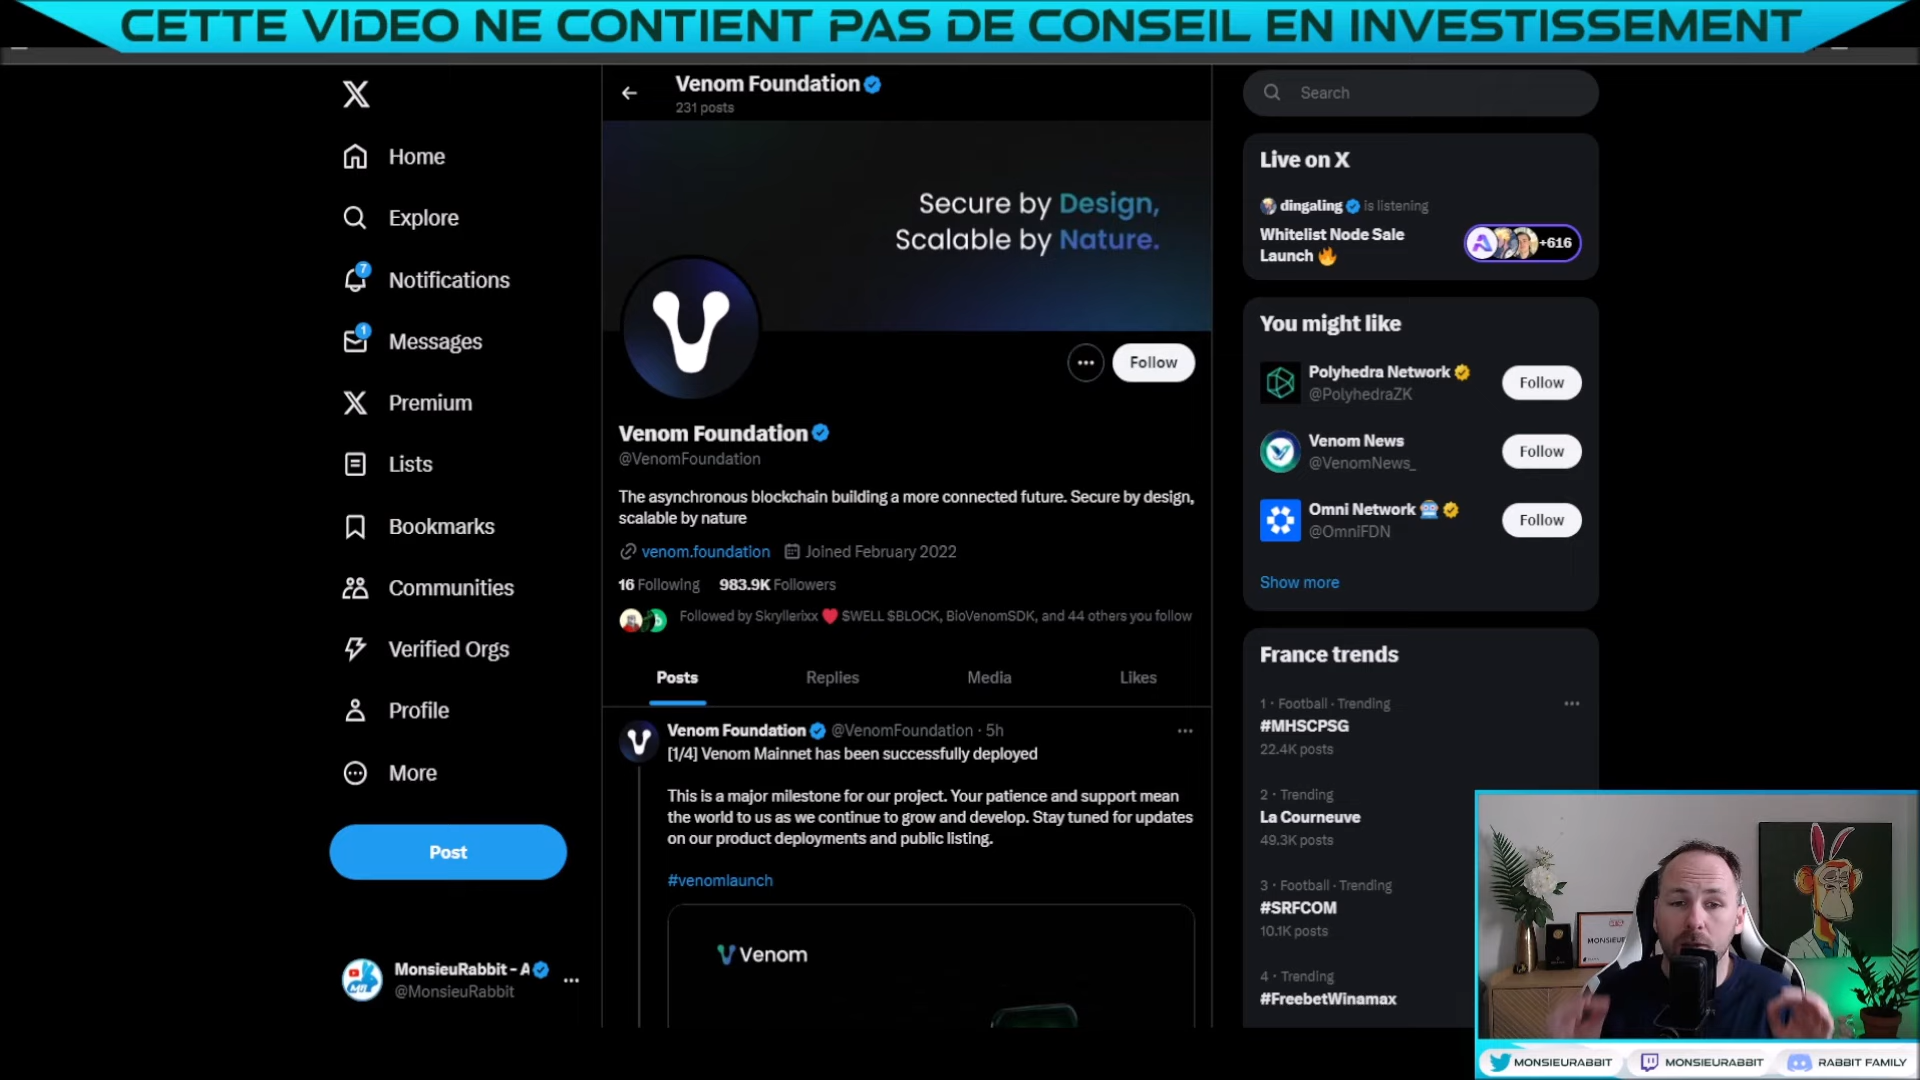 CETTE VIDEO NE CONTIENT PAS DE CONSEIL EN INVESTISSEMENT
Home
Explore
7
Notifications
1
Messages
Premium
Lists
Bookmarks
Communities
Verified Orgs
Profile
More
Post
MonsieurRabbit - A
@MonsieurRabbit
Venom Foundation
231 posts
Secure by Design,
Scalable by Nature.
Follow
Venom Foundation
@VenomFoundation
The asynchronous blockchain building a more connected future. Secure by design,
scalable by nature
venom.foundation Joined February 2022
16 Following 983.9K Followers
Followed by Skryllerixx ❤️ $WELL $BLOCK, BioVenomSDK, and 44 others you follow
Posts Replies Media Likes
Venom Foundation @VenomFoundation · 5h
[1/4] Venom Mainnet has been successfully deployed
This is a major milestone for our project. Your patience and support mean
the world to us as we continue to grow and develop. Stay tuned for updates
on our product deployments and public listing.
#venomlaunch
Venom
Search
Live on X
dingaling is listening
Whitelist Node Sale
Launch 🔥
+616
You might like
Polyhedra Network
@PolyhedraZK
Follow
Venom News
@VenomNews_
Follow
Omni Network
@OmniFDN
Follow
Show more
France trends
1 · Football · Trending
#MHSCPSG
22.4K posts
2 · Trending
La Courneuve
49.3K posts
3 · Football · Trending
#SRFCOM
10.1K posts
4 · Trending
#FreebetWinamax
MONSIEURABBIT MONSIEURABBIT RABBIT FAMILY